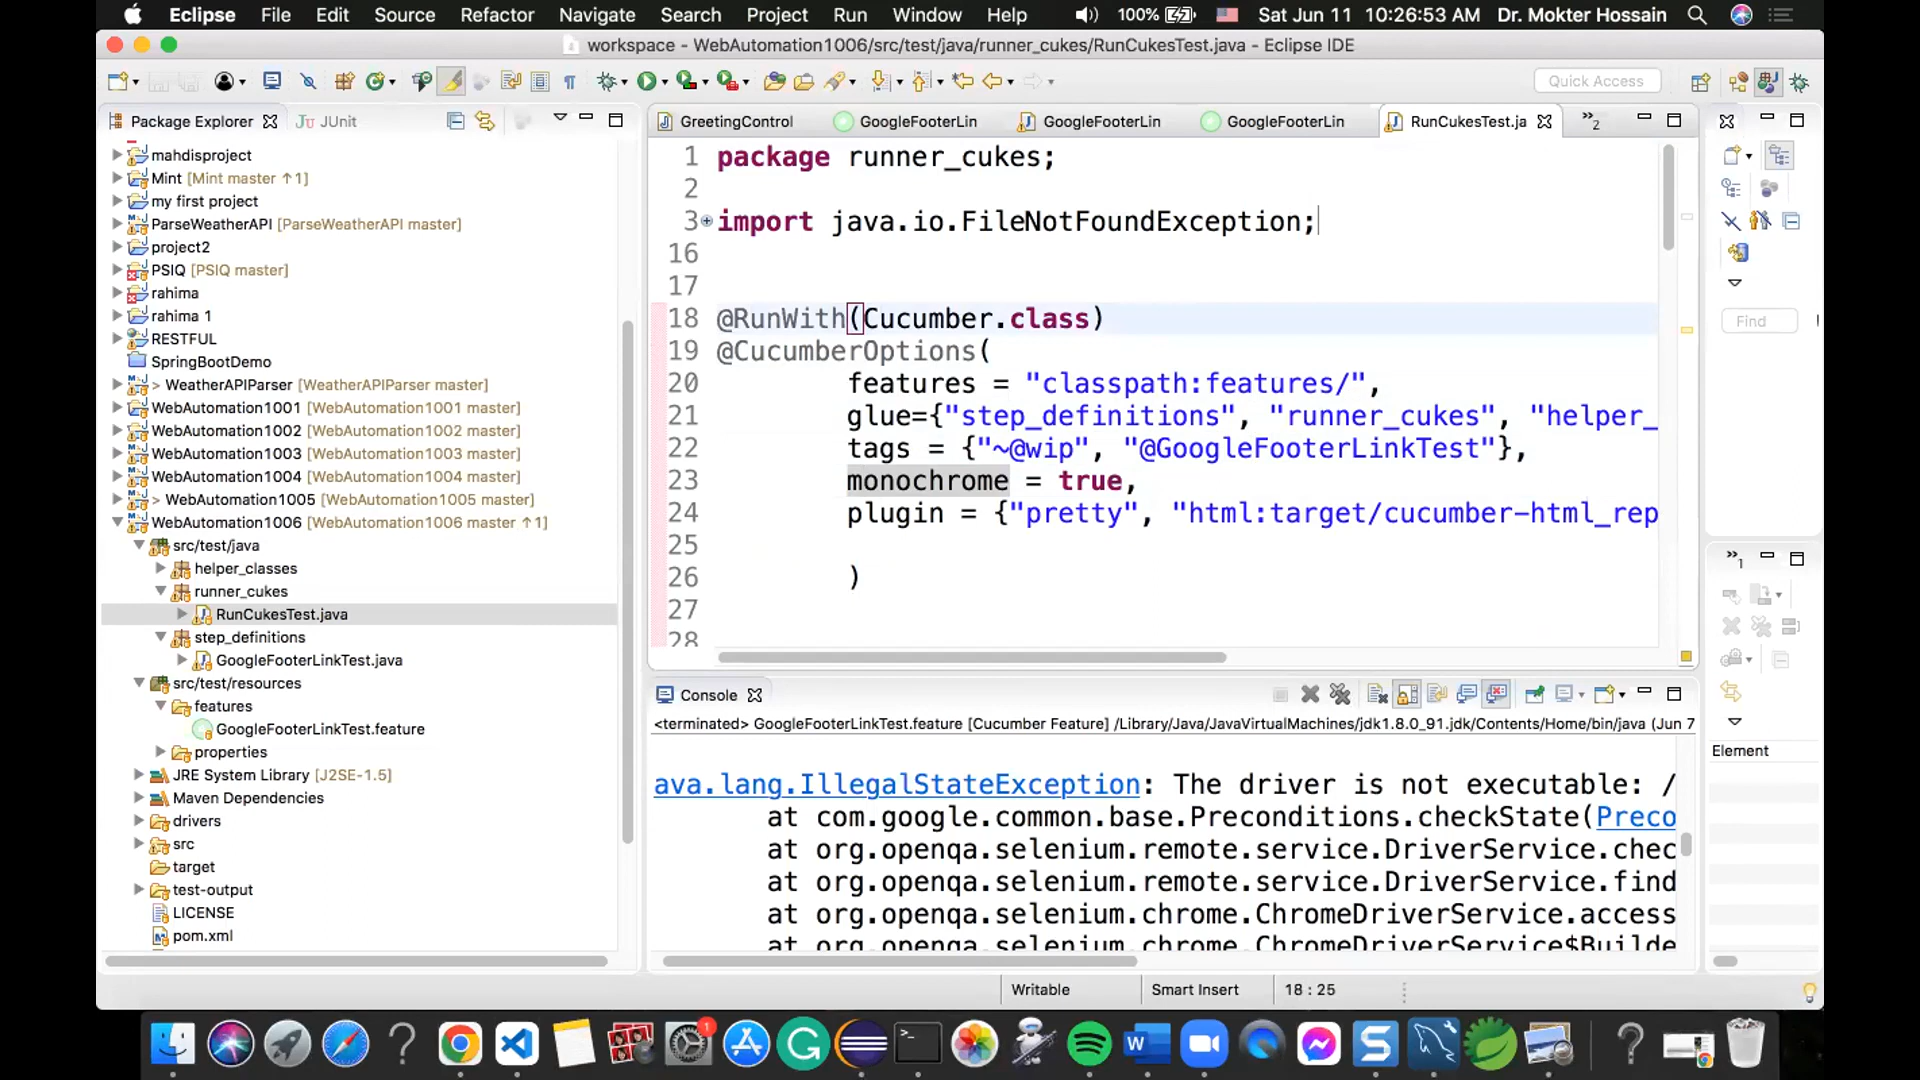 Eclipse File Edit Source Refactor Navigate Search Project Run Window Help 100% Sat Jun 11 10:26:53 AM Dr. Mokter Hossain
workspace - WebAutomation1006/src/test/java/runner_cukes/RunCukesTest.java - Eclipse IDE
Quick Access
Package Explorer JUnit
mahdisproject
Mint [Mint master ↑1]
my first project
ParseWeatherAPI [ParseWeatherAPI master]
project2
PSIQ [PSIQ master]
rahima
rahima 1
RESTFUL
SpringBootDemo
> WeatherAPIParser [WeatherAPIParser master]
WebAutomation1001 [WebAutomation1001 master]
WebAutomation1002 [WebAutomation1002 master]
WebAutomation1003 [WebAutomation1003 master]
WebAutomation1004 [WebAutomation1004 master]
> WebAutomation1005 [WebAutomation1005 master]
WebAutomation1006 [WebAutomation1006 master ↑1]
src/test/java
helper_classes
runner_cukes
RunCukesTest.java
step_definitions
GoogleFooterLinkTest.java
src/test/resources
features
GoogleFooterLinkTest.feature
properties
JRE System Library [J2SE-1.5]
Maven Dependencies
drivers
src
target
test-output
LICENSE
pom.xml
GreetingControl GoogleFooterLin GoogleFooterLin GoogleFooterLin RunCukesTest.ja »2
1 package runner_cukes;
2
3 import java.io.FileNotFoundException;
16
17
18 @RunWith(Cucumber.class)
19 @CucumberOptions(
20 features = "classpath:features/",
21 glue={"step_definitions", "runner_cukes", "helper_
22 tags = {"~@wip", "@GoogleFooterLinkTest"},
23 monochrome = true,
24 plugin = {"pretty", "html:target/cucumber-html_rep
25
26 )
27
28
Console
<terminated> GoogleFooterLinkTest.feature [Cucumber Feature] /Library/Java/JavaVirtualMachines/jdk1.8.0_91.jdk/Contents/Home/bin/java (Jun 7
ava.lang.IllegalStateException: The driver is not executable: /
at com.google.common.base.Preconditions.checkState(Preco
at org.openqa.selenium.remote.service.DriverService.chec
at org.openqa.selenium.remote.service.DriverService.find
at org.openqa.selenium.chrome.ChromeDriverService.access
at org.openqa.selenium.chrome.ChromeDriverService$Builde
Find
»1
Element
Writable Smart Insert 18 : 25
1